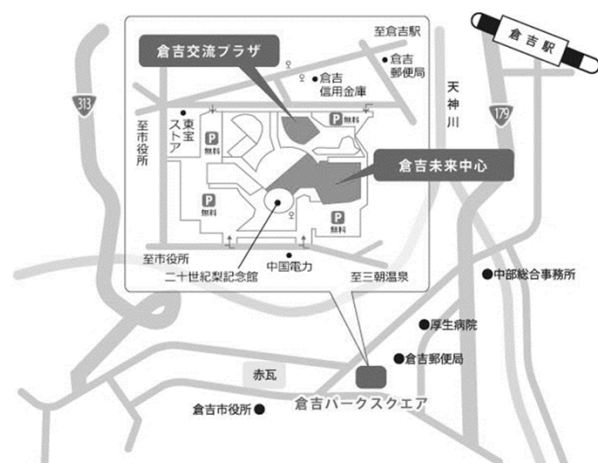 至倉吉駅
倉吉交流プラザ
倉吉
信用金庫
倉吉
郵便局
倉吉駅
313
天神川
179
至市役所
東宝
ストア
P
無料
P
無料
倉吉未来中心
P
無料
P
無料
至市役所
中国電力
二十世紀梨記念館
至三朝温泉
中部総合事務所
厚生病院
倉吉郵便局
赤瓦
倉吉パークスクエア
倉吉市役所